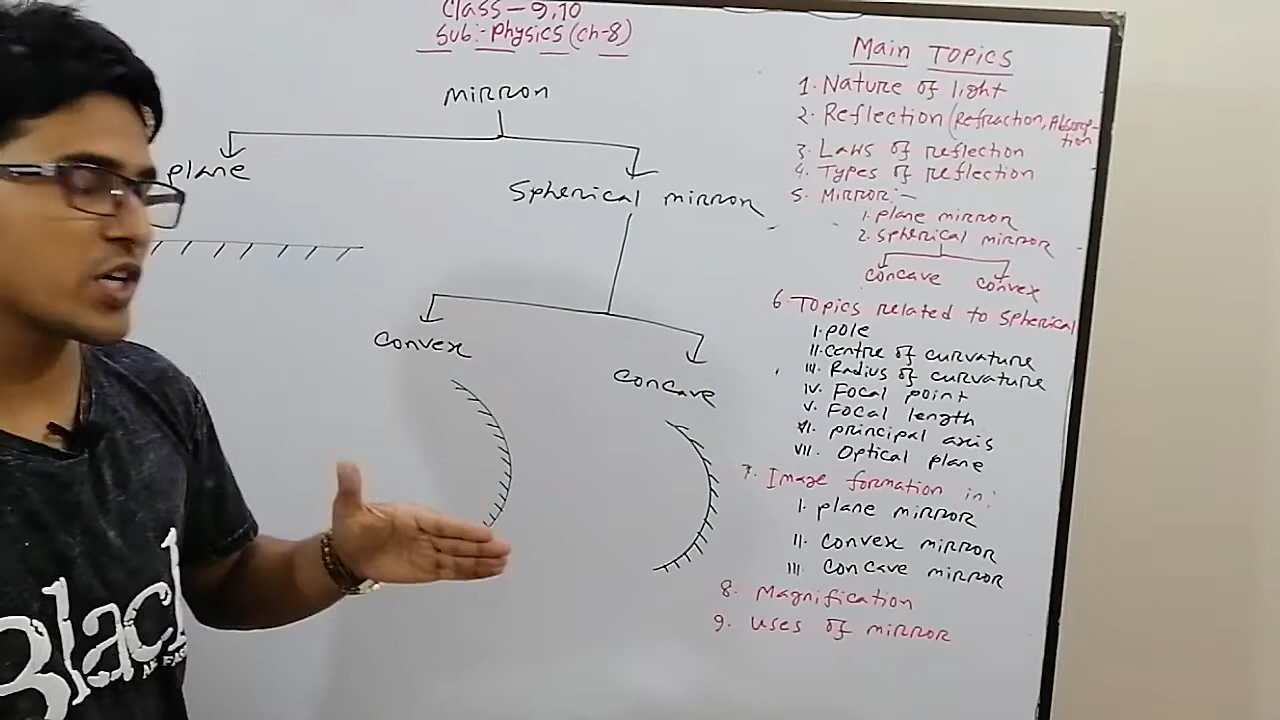 Class - 9,10
Sub:- Physics (ch-8)
Mirror
plane
Spherical mirror
Convex
Concave
Main TOPICS
1. Nature of light
2. Reflection (Refraction, Absorption
3. Laws of reflection
4. Types of reflection
5. Mirror :-
1. plane mirror
2. Spherical mirror
concave convex
6. Topics related to Spherical
I. pole
II. Centre of curvature
III. Radius of curvature
IV. Focal point
V. Focal length
VI. principal axis
VII. Optical plane
7. Image formation in:
I. plane mirror
II. Convex mirror
III Concave mirror
8. Magnification
9. Uses of mirror
Black